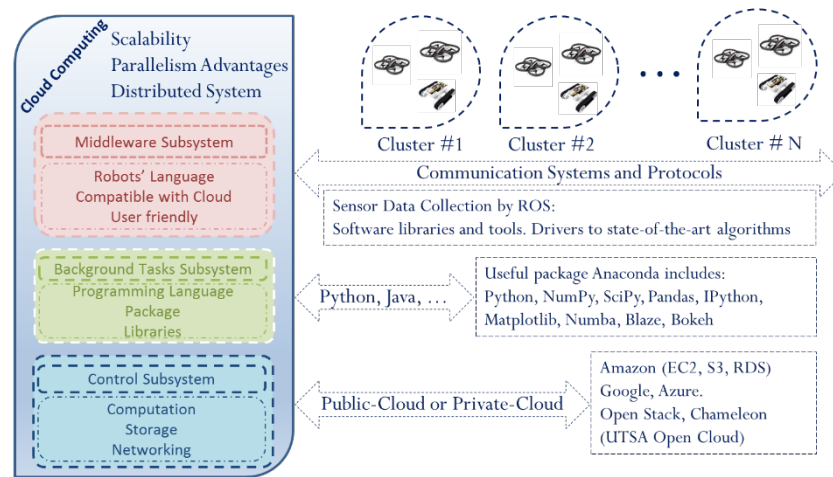 Cloud Computing
Scalability
Parallelism Advantages
Distributed System
Cluster #1
Cluster #2
Cluster # N
Middleware Subsystem
Robots' Language
Compatible with Cloud
User friendly
Communication Systems and Protocols
Sensor Data Collection by ROS:
Software libraries and tools. Drivers to state-of-the-art algorithms
Background Tasks Subsystem
Programming Language
Package
Libraries
Python, Java, …
Useful package Anaconda includes:
Python, NumPy, SciPy, Pandas, IPython,
Matplotlib, Numba, Blaze, Bokeh
Control Subsystem
Computation
Storage
Networking
Public-Cloud or Private-Cloud
Amazon (EC2, S3, RDS)
Google, Azure.
Open Stack, Chameleon
(UTSA Open Cloud)